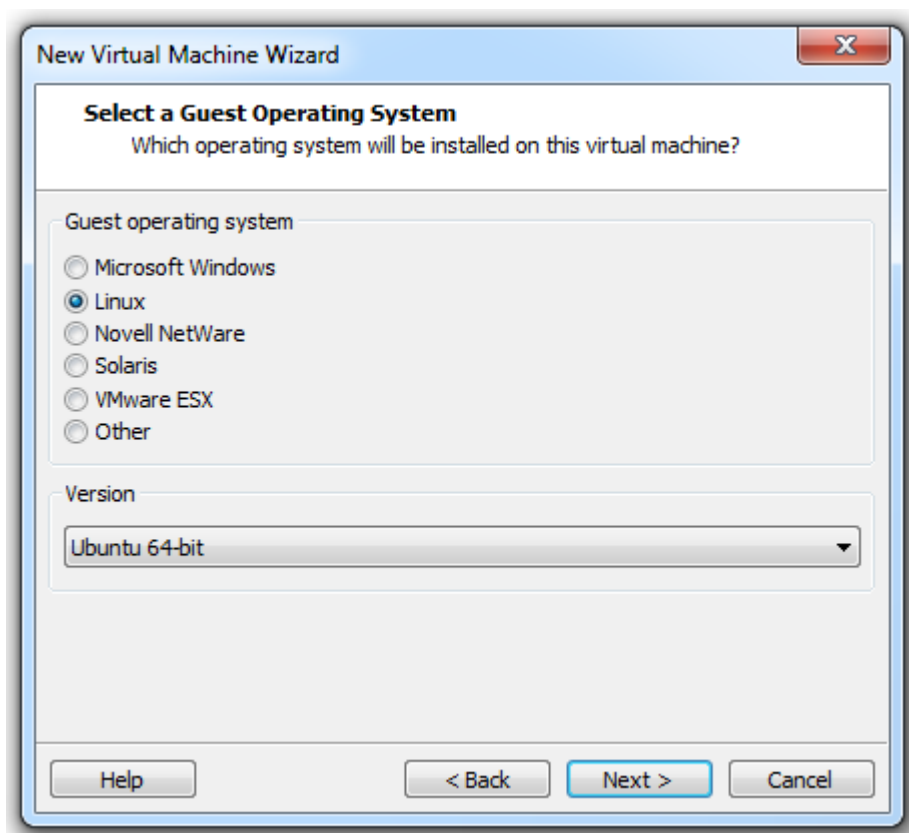 New Virtual Machine Wizard
Select a Guest Operating System
Which operating system will be installed on this virtual machine?
Guest operating system
Microsoft Windows
Linux
Novell NetWare
Solaris
VMware ESX
Other
Version
Ubuntu 64-bit
Help
< Back
Next >
Cancel